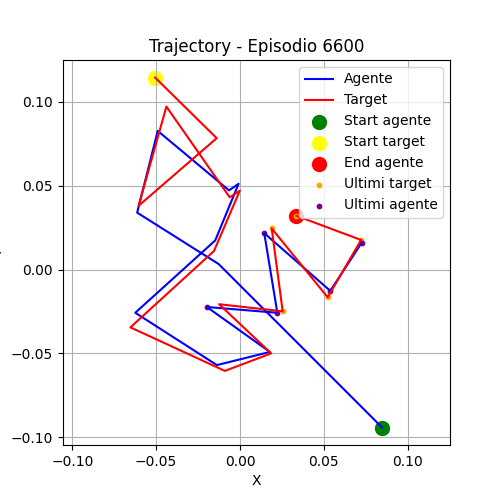 Trajectory - Episodio 6600
Agente
Target
Start agente
Start target
End agente
Ultimi target
Ultimi agente
0.10
0.05
0.00
−0.05
−0.10
−0.10
−0.05
0.00
0.05
0.10
X